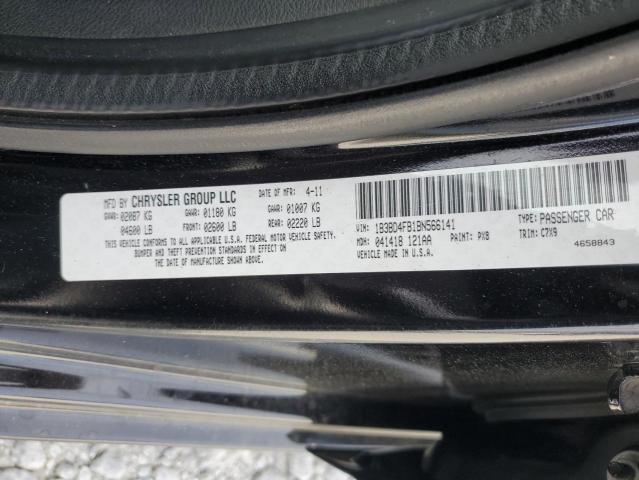 MFD BY CHRYSLER GROUP LLC DATE OF MFR: 4-11
GVWR: 02087 KG GAWR: 01180 KG GAWR: 01007 KG
04600 LB FRONT: 02600 LB REAR: 02220 LB
THIS VEHICLE CONFORMS TO ALL APPLICABLE U.S.A. FEDERAL MOTOR VEHICLE SAFETY,
BUMPER AND THEFT PREVENTION STANDARDS IN EFFECT ON
THE DATE OF MANUFACTURE SHOWN ABOVE.
VIN: 1B3BD4FB1BN566141 TYPE: PASSENGER CAR
MDH: 041418 121AA PAINT: PX8 TRIM: C7X9
VEHICLE MADE IN U.S.A. 4658843